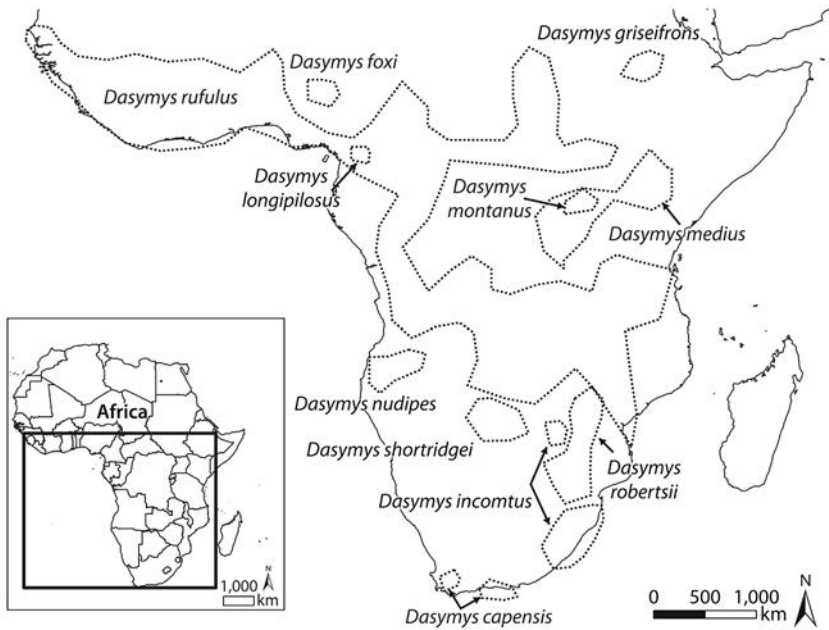 Dasymys griseifrons
Dasymys foxi
Dasymys rufulus
Dasymys
longipilosus
Dasymys
montanus
Dasymys medius
Dasymys nudipes
Dasymys shortridgei
Dasymys incomtus
Dasymys
robertsii
Dasymys capensis
Africa
N
1,000
km
0 500 1,000
km
N